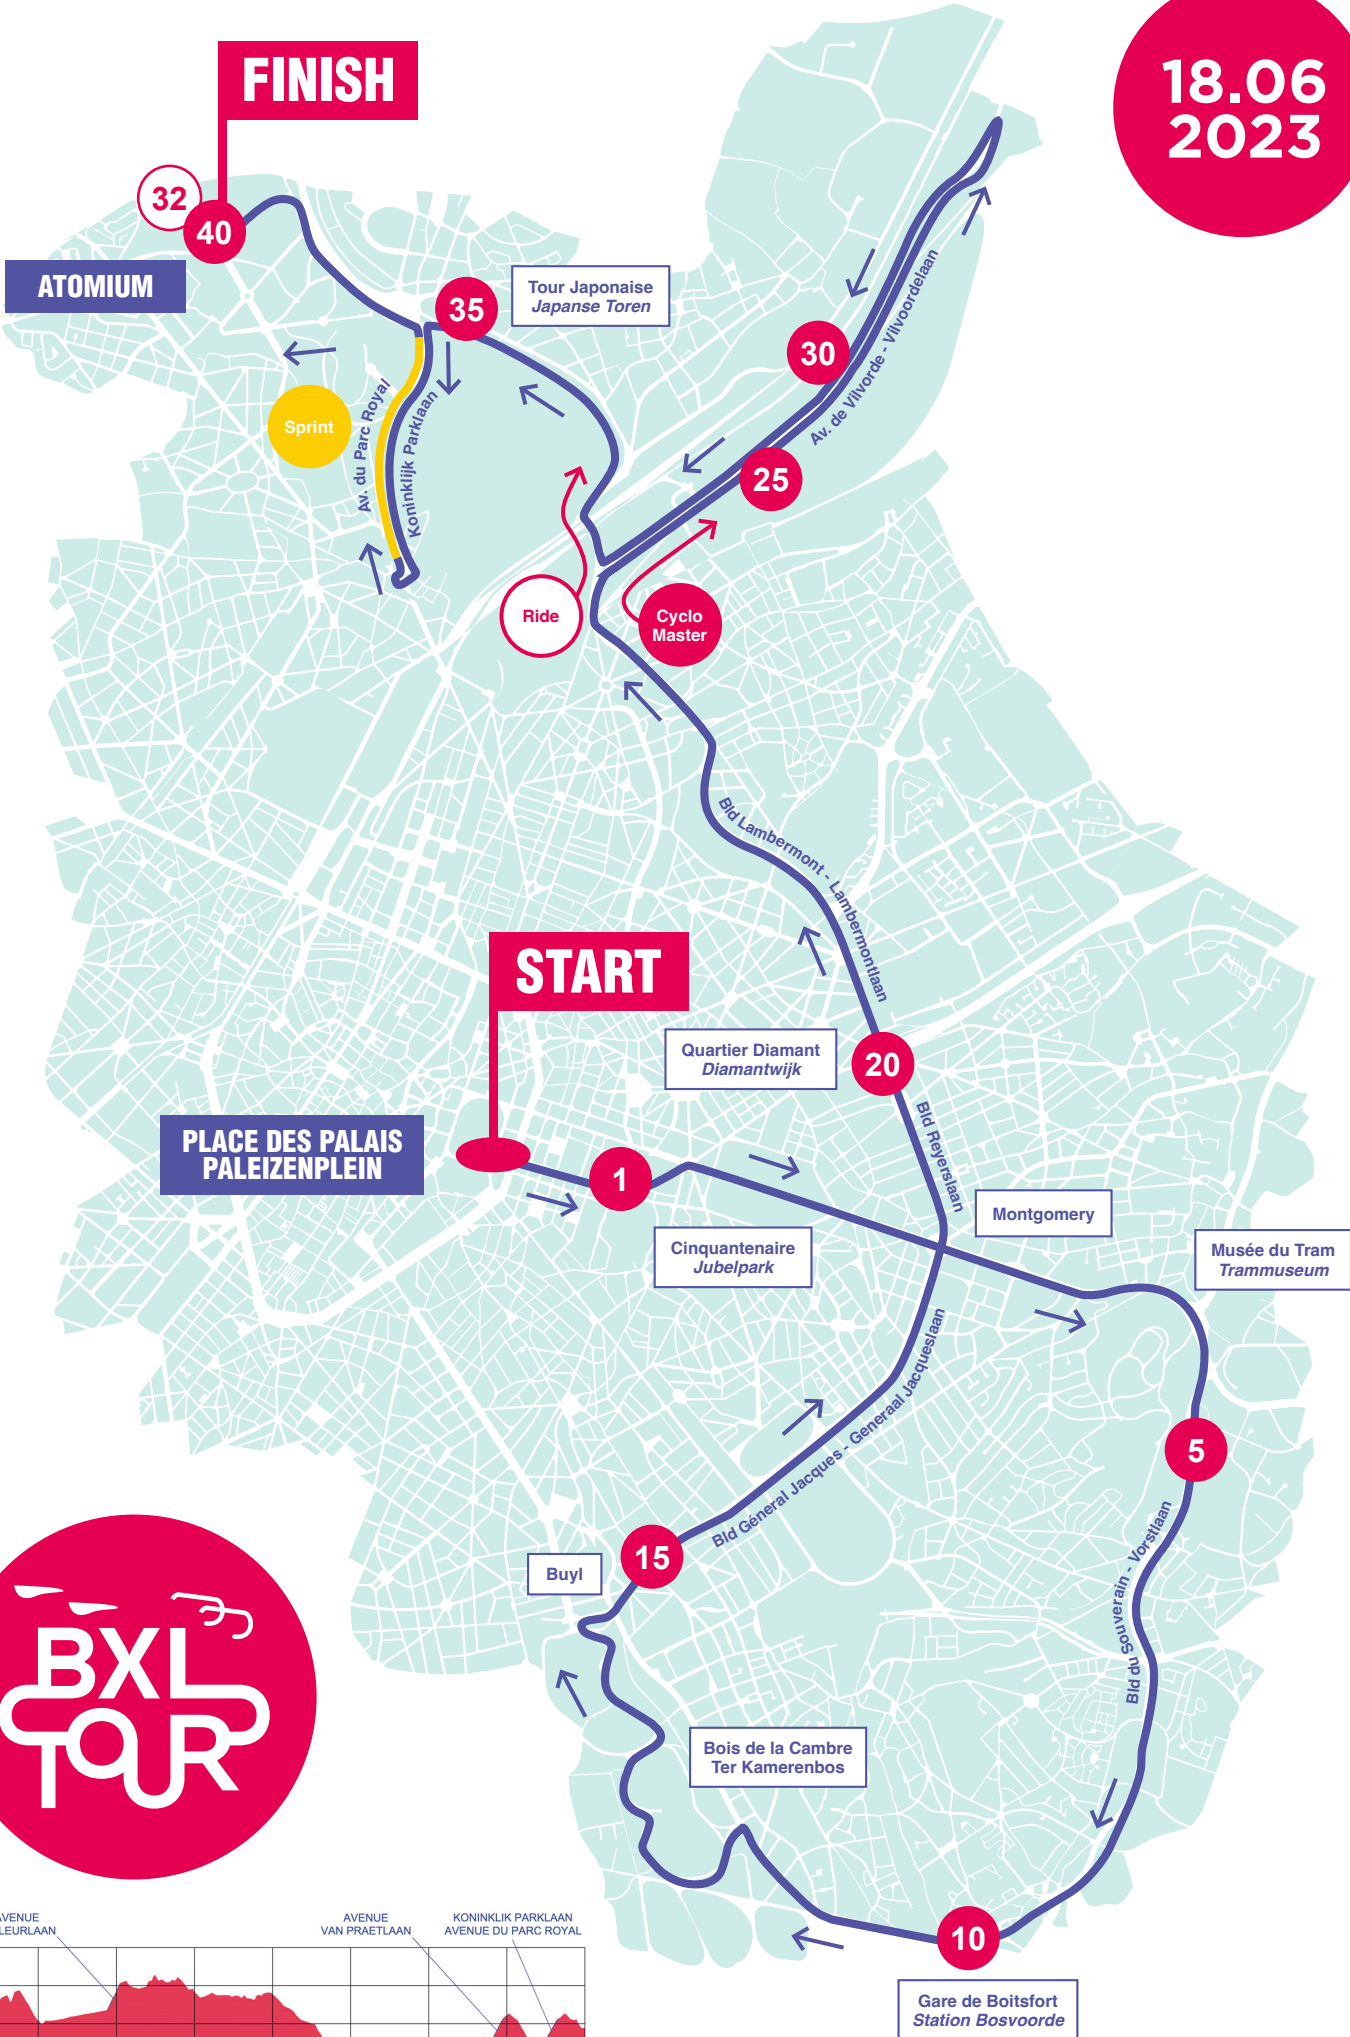 18.06
2023
FINISH
32
40
ATOMIUM
35
Tour Japonaise
Japanse Toren
30
Av. de Vilvorde - Vilvoordelaan
Sprint
Av. du Parc Royal
Koninklijk Parklaan
25
Ride
Cyclo
Master
Bld Lambermont - Lambermontlaan
START
Quartier Diamant
Diamantwijk
20
Bld Reyerslaan
PLACE DES PALAIS
PALEIZENPLEIN
1
Montgomery
Cinquantenaire
Jubelpark
Musée du Tram
Trammuseum
Bld Géneral Jacques - Generaal Jacqueslaan
5
15
Buyl
Bld du Souverain - Vorstlaan
BXL
TOUR
Bois de la Cambre
Ter Kamerenbos
10
Gare de Boitsfort
Station Bosvoorde
AVENUE
VAN PRAETLAAN
KONINKLIK PARKLAAN
AVENUE DU PARC ROYAL